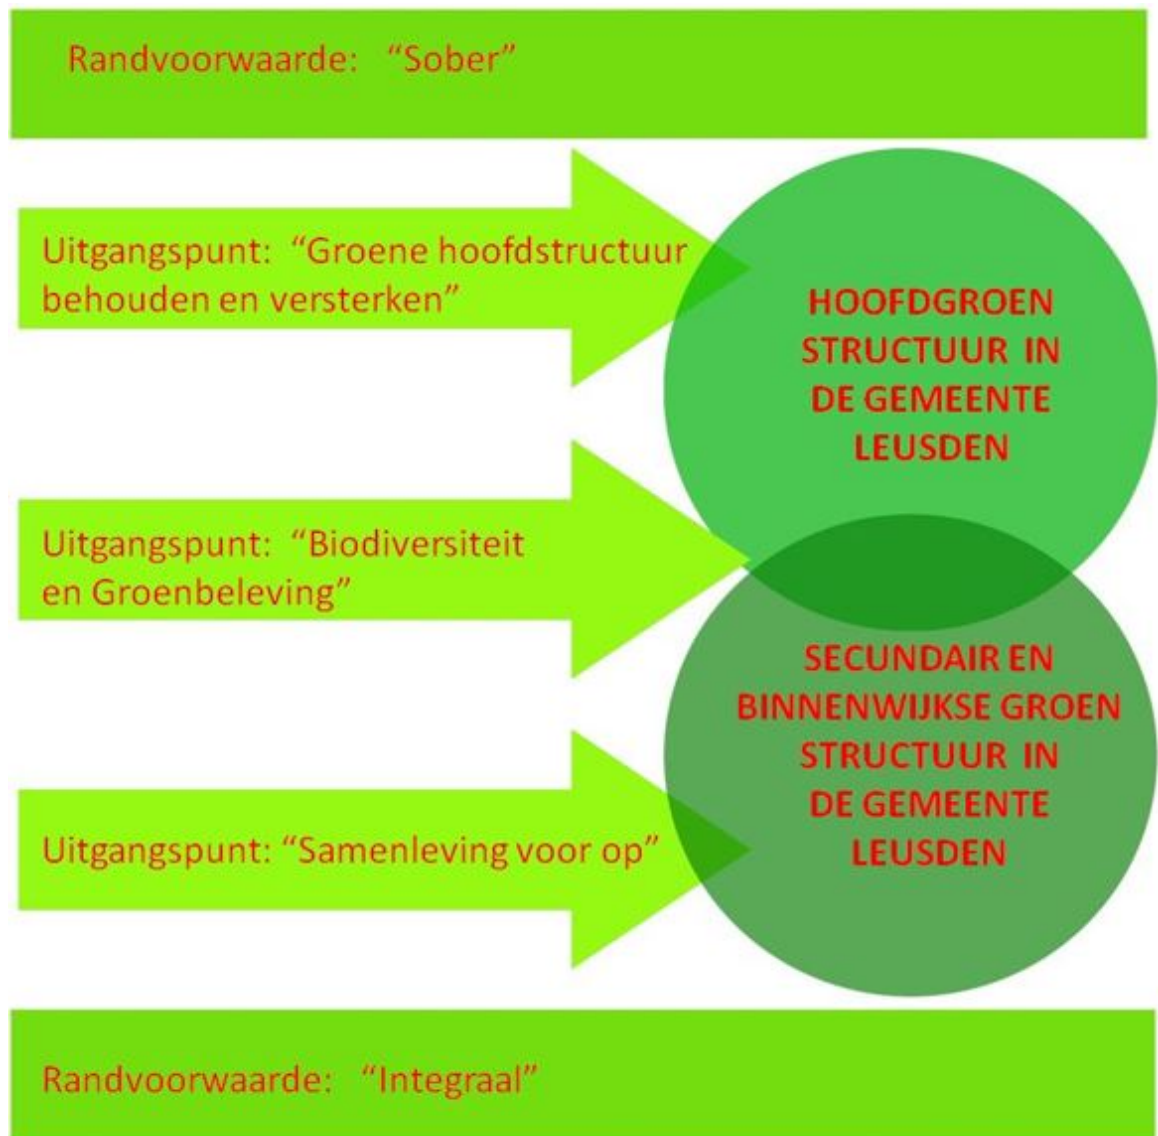 Randvoorwaarde: “Sober”
Uitgangspunt: “Groene hoofdstructuur
behouden en versterken”
HOOFDGROEN
STRUCTUUR IN
DE GEMEENTE
LEUSDEN
Uitgangspunt: “Biodiversiteit
en Groenbeleving”
SECUNDAIR EN
BINNENWIJKSE GROEN
STRUCTUUR IN
DE GEMEENTE
LEUSDEN
Uitgangspunt: “Samenleving voor op”
Randvoorwaarde: “Integraal”